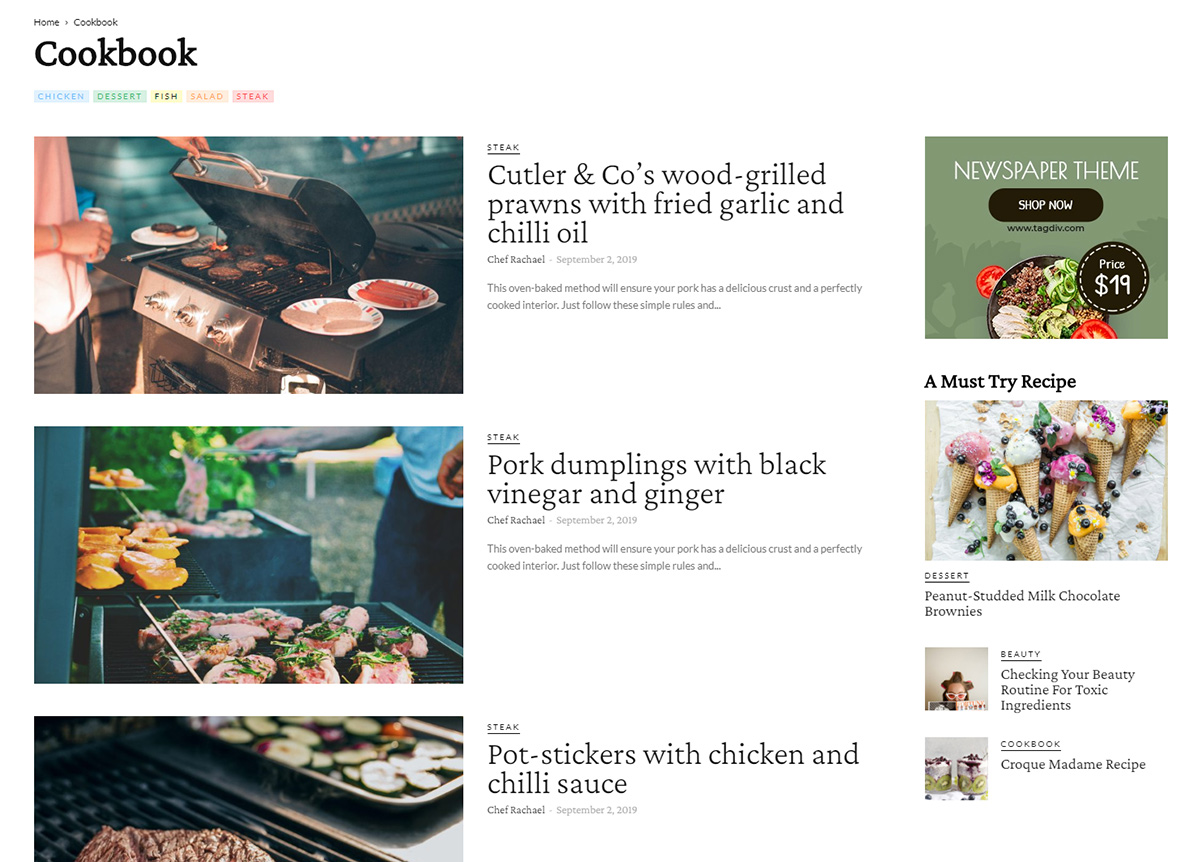 Home › Cookbook
Cookbook
CHICKEN DESSERT FISH SALAD STEAK
STEAK
Cutler & Co’s wood-grilled
prawns with fried garlic and
chilli oil
Chef Rachael - September 2, 2019
This oven-baked method will ensure your pork has a delicious crust and a perfectly
cooked interior. Just follow these simple rules and...
STEAK
Pork dumplings with black
vinegar and ginger
Chef Rachael - September 2, 2019
This oven-baked method will ensure your pork has a delicious crust and a perfectly
cooked interior. Just follow these simple rules and...
STEAK
Pot-stickers with chicken and
chilli sauce
Chef Rachael - September 2, 2019
NEWSPAPER THEME
SHOP NOW
www.tagdiv.com
Price
$19
A Must Try Recipe
DESSERT
Peanut-Studded Milk Chocolate
Brownies
BEAUTY
Checking Your Beauty
Routine For Toxic
Ingredients
COOKBOOK
Croque Madame Recipe